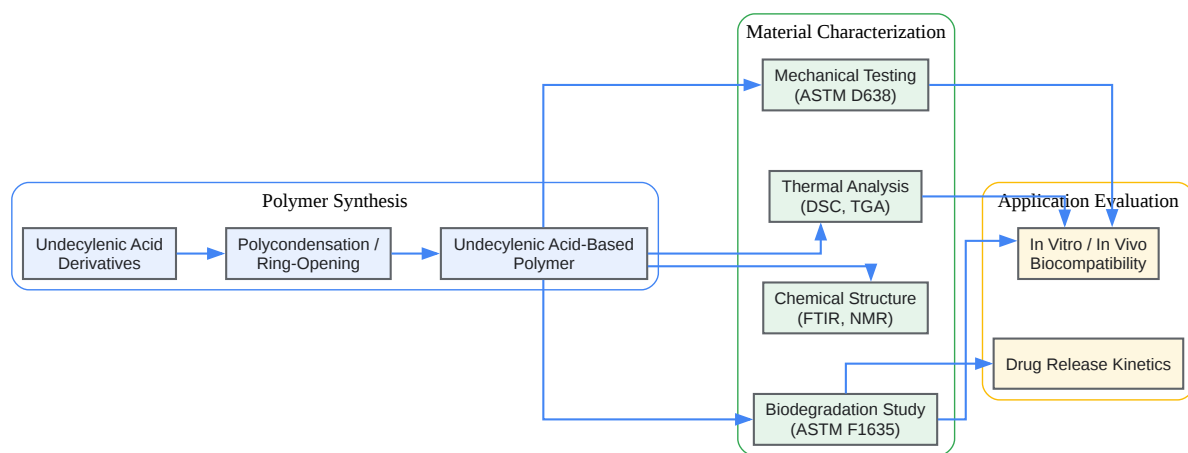 Polymer Synthesis
Undecylenic Acid
Derivatives
Polycondensation /
Ring-Opening
Undecylenic Acid-Based
Polymer
Material Characterization
Mechanical Testing
(ASTM D638)
Thermal Analysis
(DSC, TGA)
Chemical Structure
(FTIR, NMR)
Biodegradation Study
(ASTM F1635)
Application Evaluation
In Vitro / In Vivo
Biocompatibility
Drug Release Kinetics